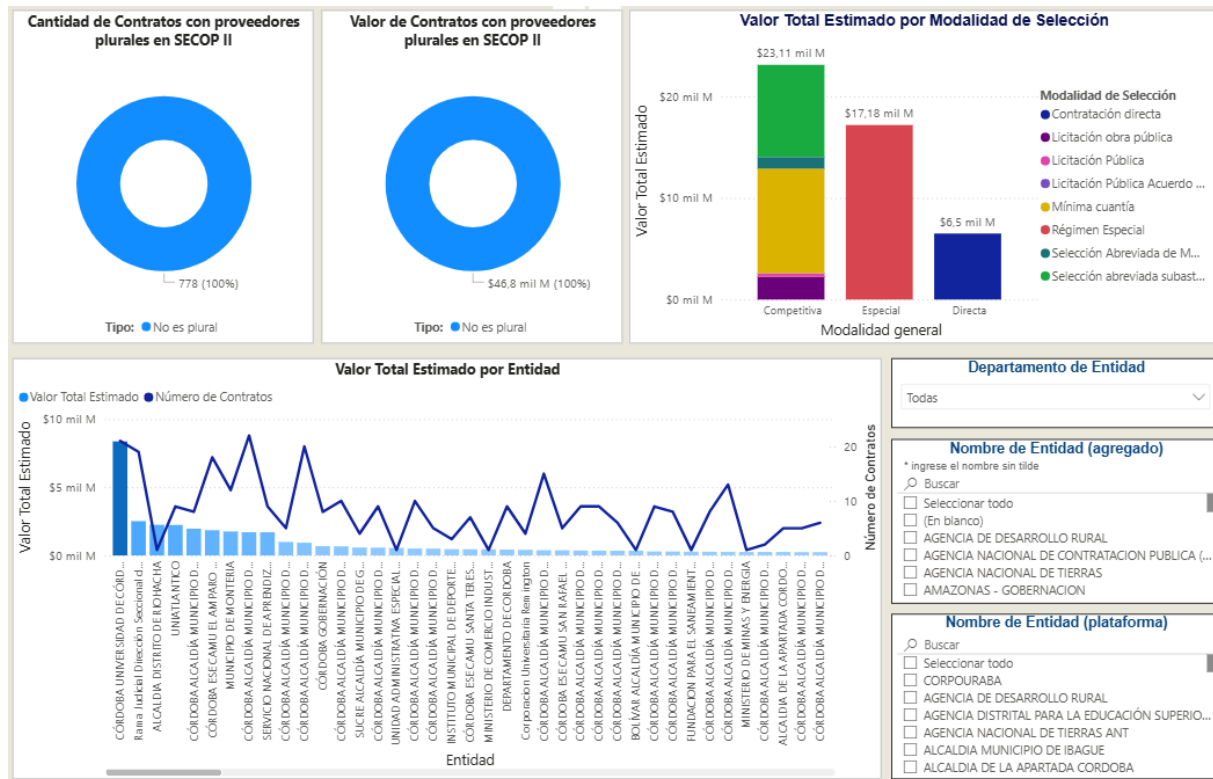 Cantidad de Contratos con proveedores
plurales en SECOP II
778 (100%)
Tipo: No es plural
Valor de Contratos con proveedores
plurales en SECOP II
$46,8 mil M (100%)
Tipo: No es plural
Valor Total Estimado por Modalidad de Selección
Valor Total Estimado
$20 mil M
$10 mil M
$0 mil M
$23,11 mil M
$17,18 mil M
$6,5 mil M
Competitiva
Especial
Directa
Modalidad general
Modalidad de Selección
Contratación directa
Licitación obra pública
Licitación Pública
Licitación Pública Acuerdo ...
Mínima cuantía
Régimen Especial
Selección Abreviada de M...
Selección abreviada subast...
Valor Total Estimado por Entidad
Valor Total Estimado Número de Contratos
Valor Total Estimado
$10 mil M
$5 mil M
$0 mil M
20
10
0
Número de Contratos
CÓRDOBA UNIVERSIDAD DE CÓRD...
Rama Judicial Dirección Seccional d...
ALCALDIA DISTRITO DE RIOHACHA
UNIATLANTICO
CÓRDOBA ALCALDÍA MUNICIPIO D...
CÓRDOBA ESECAMU EL AMPARO ...
MUNICIPIO DE MONTERIA
CÓRDOBA ALCALDÍA MUNICIPIO D...
SERVICIO NACIONAL DE APRENDIZ...
CÓRDOBA ALCALDÍA MUNICIPIO D...
CÓRDOBA ALCALDÍA MUNICIPIO D...
CÓRDOBA GOBERNACIÓN
CÓRDOBA ALCALDÍA MUNICIPIO D...
SUCRE ALCALDÍA MUNICIPIO DE G...
CÓRDOBA ALCALDÍA MUNICIPIO D...
UNIDAD ADMINISTRATIVA ESPECIAL...
CÓRDOBA ALCALDÍA MUNICIPIO D...
CÓRDOBA ALCALDÍA MUNICIPIO D...
INSTITUTO MUNICIPAL DE DEPORTE...
CÓRDOBA ESECAMU SANTA TERES...
MINISTERIO DE COMERCIO INDUST...
DEPARTAMENTO DE CORDOBA
Corporacion Universitaria Remington
CÓRDOBA ALCALDÍA MUNICIPIO D...
CÓRDOBA ESECAMU SAN RAFAEL ...
CÓRDOBA ALCALDÍA MUNICIPIO D...
CÓRDOBA ALCALDÍA MUNICIPIO D...
CÓRDOBA ALCALDÍA MUNICIPIO D...
BOLÍVAR ALCALDÍA MUNICIPIO DE ...
CÓRDOBA ALCALDÍA MUNICIPIO D...
CÓRDOBA ALCALDÍA MUNICIPIO D...
FUNDACION PARA EL SANEAMIENT...
CÓRDOBA ALCALDÍA MUNICIPIO D...
CÓRDOBA ALCALDÍA MUNICIPIO D...
MINISTERIO DE MINAS Y ENERGIA
CÓRDOBA ALCALDÍA MUNICIPIO D...
ALCALDIA DE LA APARTADA CORDO...
CÓRDOBA ALCALDÍA MUNICIPIO D...
CÓRDOBA ALCALDÍA MUNICIPIO D...
Entidad
Departamento de Entidad
Todas
Nombre de Entidad (agregado)
* ingrese el nombre sin tilde
Buscar
Seleccionar todo
(En blanco)
AGENCIA DE DESARROLLO RURAL
AGENCIA NACIONAL DE CONTRATACION PUBLICA (...
AGENCIA NACIONAL DE TIERRAS
AMAZONAS - GOBERNACION
Nombre de Entidad (plataforma)
Buscar
Seleccionar todo
CORPOURABA
AGENCIA DE DESARROLLO RURAL
AGENCIA DISTRITAL PARA LA EDUCACIÓN SUPERIO...
AGENCIA NACIONAL DE TIERRAS ANT
ALCALDIA MUNICIPIO DE IBAGUE
ALCALDIA DE LA APARTADA CORDOBA